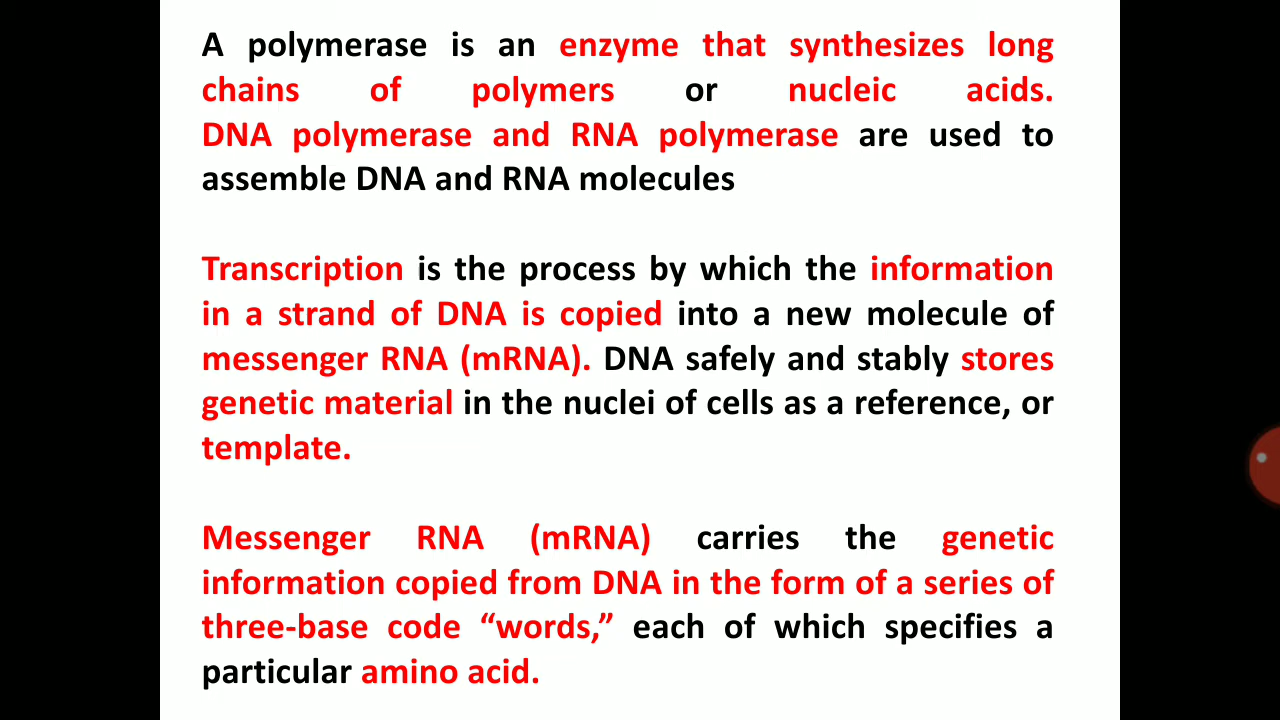 A polymerase is an enzyme that synthesizes long
chains of polymers or nucleic acids.
DNA polymerase and RNA polymerase are used to
assemble DNA and RNA molecules
Transcription is the process by which the information
in a strand of DNA is copied into a new molecule of
messenger RNA (mRNA). DNA safely and stably stores
genetic material in the nuclei of cells as a reference, or
template.
Messenger RNA (mRNA) carries the genetic
information copied from DNA in the form of a series of
three-base code “words,” each of which specifies a
particular amino acid.